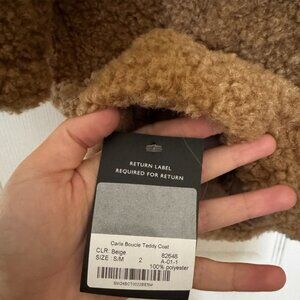 RETURN LABEL
REQUIRED FOR RETURN
Carla Boucle Teddy Coat
CLR: Beige 82646
SIZE: S/M 2 A-01-1
100% polyester